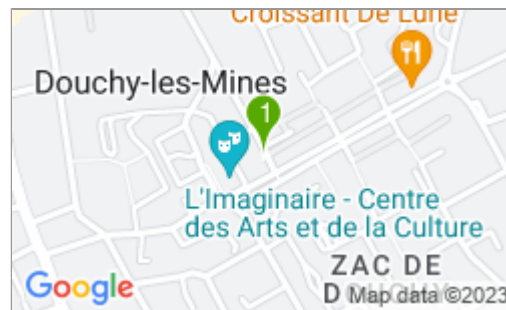 Croissant De Lune
Douchy-les-Mines
1
L'Imaginaire - Centre
des Arts et de la Culture
ZAC DE
Google
Map data ©2023